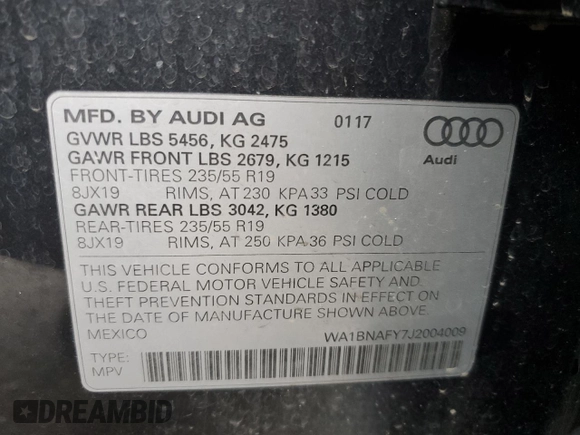 MFD. BY AUDI AG 0117
GVWR LBS 5456, KG 2475
GAWR FRONT LBS 2679, KG 1215
Audi
FRONT-TIRES 235/55 R19
8JX19 RIMS, AT 230 KPA 33 PSI COLD
GAWR REAR LBS 3042, KG 1380
REAR-TIRES 235/55 R19
8JX19 RIMS, AT 250 KPA 36 PSI COLD
THIS VEHICLE CONFORMS TO ALL APPLICABLE
U.S. FEDERAL MOTOR VEHICLE SAFETY AND
THEFT PREVENTION STANDARDS IN EFFECT ON
THE DATE OF MANUFACTURE SHOWN ABOVE.
MEXICO WA1BNAFY7J2004009
TYPE:
MPV
DREAMBID